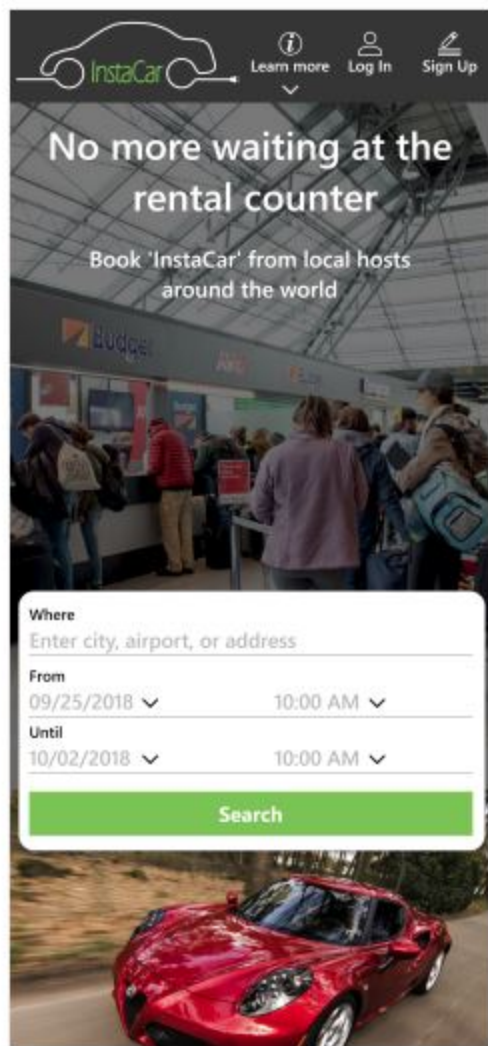 InstaCar
Learn more
Log In
Sign Up
No more waiting at the
rental counter
Book 'InstaCar' from local hosts
around the world
Budget
AVIS
Budget
Where
Enter city, airport, or address
From
09/25/2018 10:00 AM
Until
10/02/2018 10:00 AM
Search